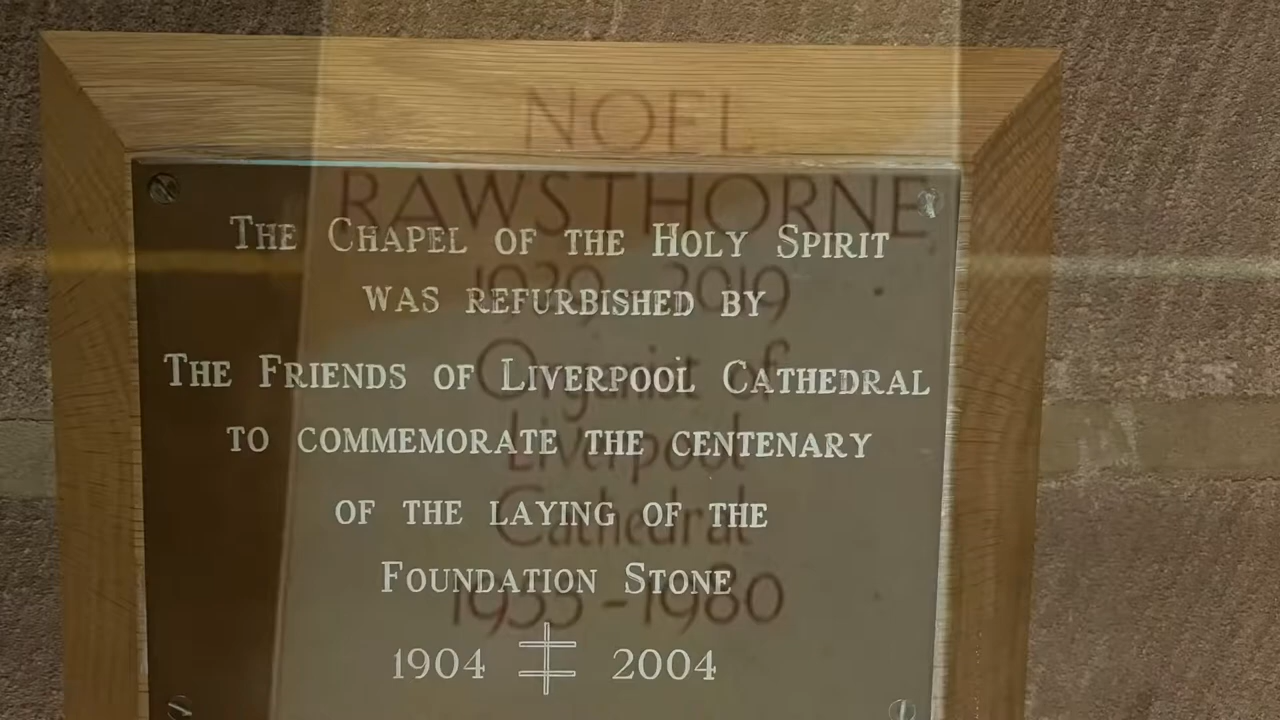 NOEL
RAWSTHORNE
1929 - 2019
Organist of
Liverpool
Cathedral
1955 - 1980
The Chapel of the Holy Spirit
was refurbished by
The Friends of Liverpool Cathedral
to commemorate the centenary
of the laying of the
Foundation Stone
1904 2004